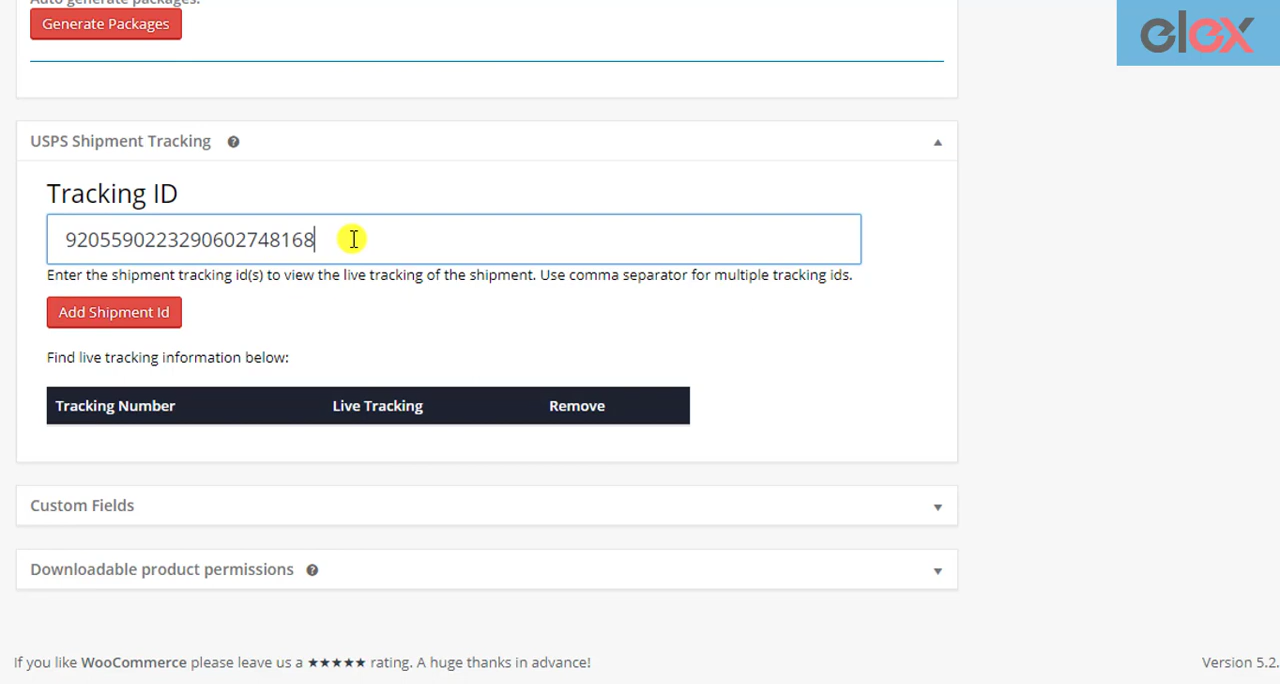 Auto generate packages:
Generate Packages
elex
USPS Shipment Tracking
Tracking ID
9205590223290602748168
Enter the shipment tracking id(s) to view the live tracking of the shipment. Use comma separator for multiple tracking ids.
Add Shipment Id
Find live tracking information below:
Tracking Number Live Tracking Remove
Custom Fields
Downloadable product permissions
If you like WooCommerce please leave us a ★★★★★ rating. A huge thanks in advance!
Version 5.2.